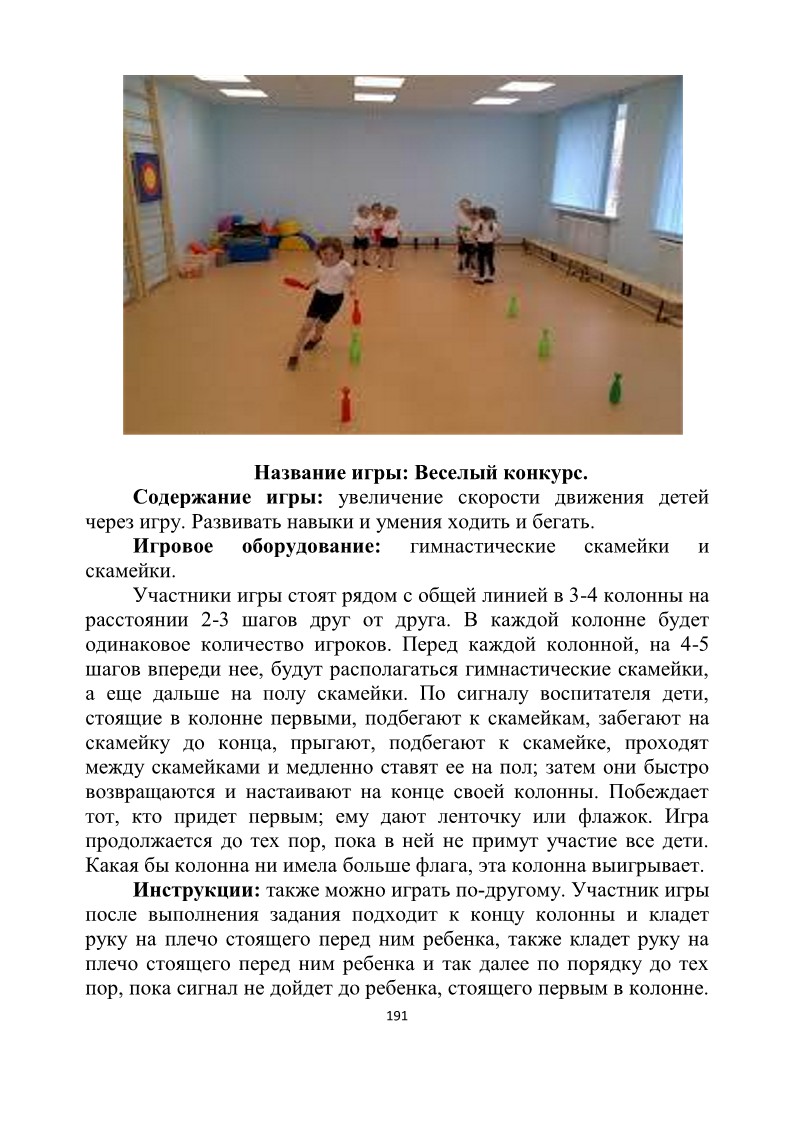 Название игры: Веселый конкурс.
Содержание игры: увеличение скорости движения детей
через игру. Развивать навыки и умения ходить и бегать.
Игровое оборудование: гимнастические скамейки и
скамейки.
Участники игры стоят рядом с общей линией в 3-4 колонны на
расстоянии 2-3 шагов друг от друга. В каждой колонне будет
одинаковое количество игроков. Перед каждой колонной, на 4-5
шагов впереди нее, будут располагаться гимнастические скамейки,
а еще дальше на полу скамейки. По сигналу воспитателя дети,
стоящие в колонне первыми, подбегают к скамейкам, забегают на
скамейку до конца, прыгают, подбегают к скамейке, проходят
между скамейками и медленно ставят ее на пол; затем они быстро
возвращаются и настаивают на конце своей колонны. Побеждает
тот, кто придет первым; ему дают ленточку или флажок. Игра
продолжается до тех пор, пока в ней не примут участие все дети.
Какая бы колонна ни имела больше флага, эта колонна выигрывает.
Инструкции: также можно играть по-другому. Участник игры
после выполнения задания подходит к концу колонны и кладет
руку на плечо стоящего перед ним ребенка, также кладет руку на
плечо стоящего перед ним ребенка и так далее по порядку до тех
пор, пока сигнал не дойдет до ребенка, стоящего первым в колонне.
191